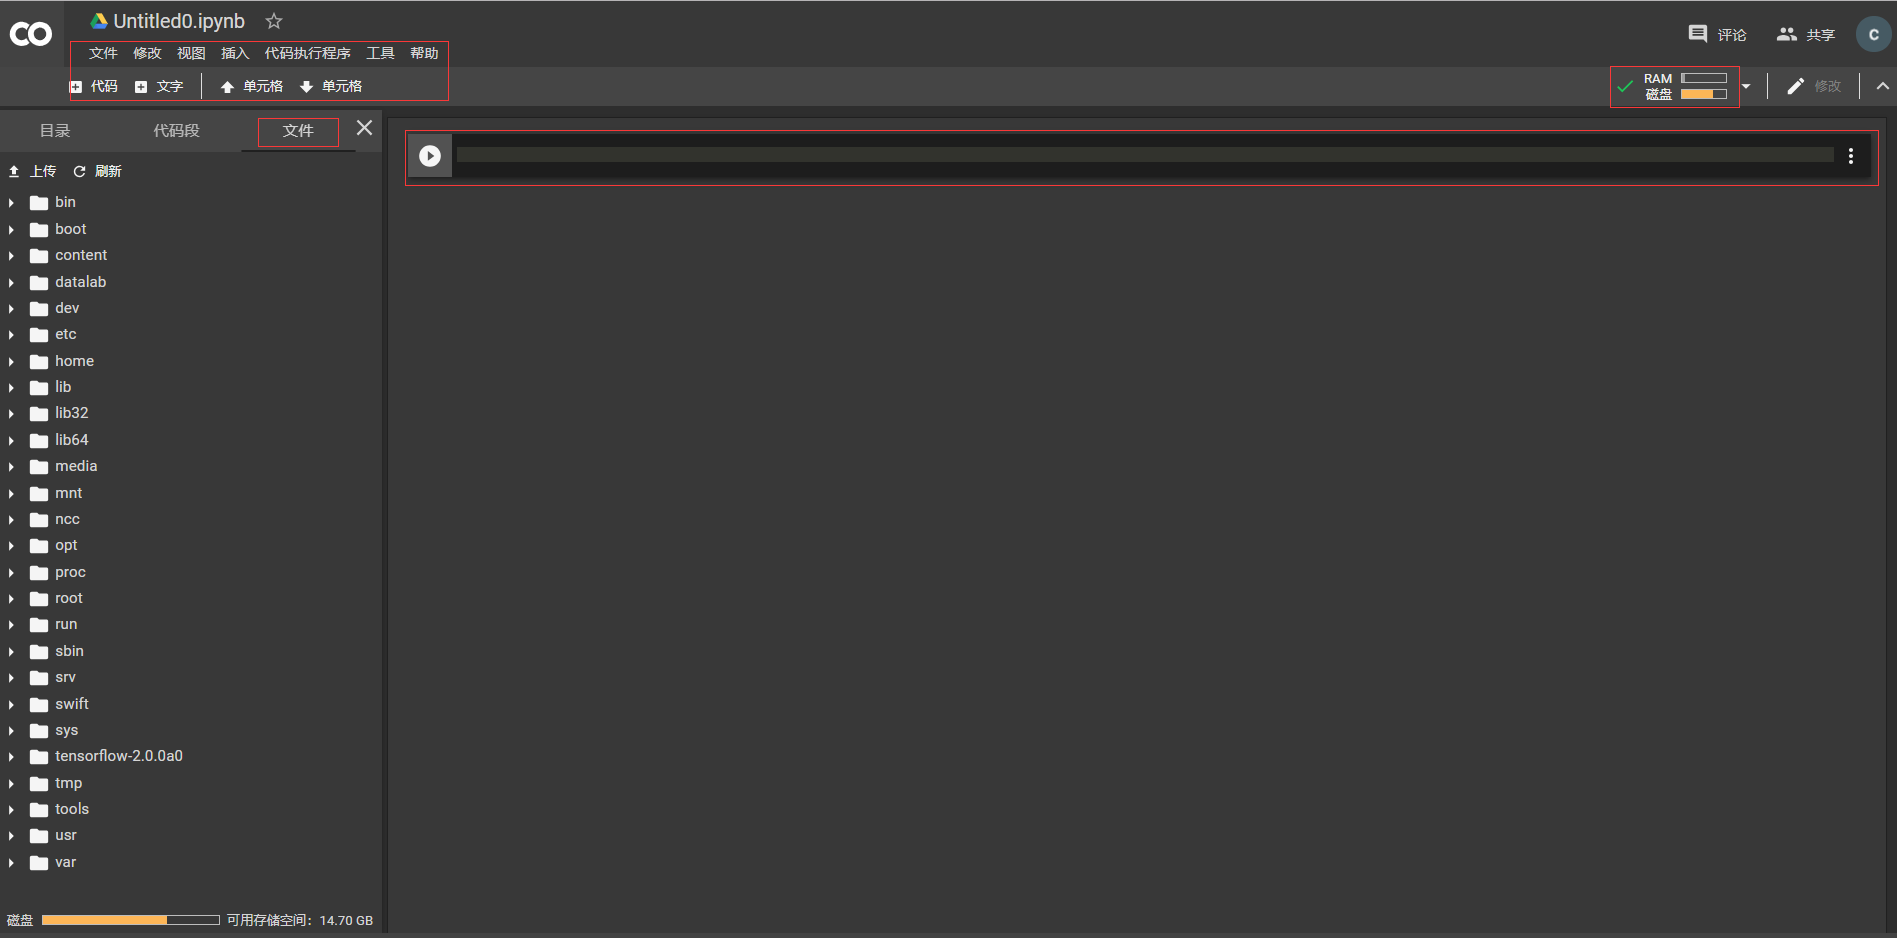 CO
Untitled0.ipynb
文件 修改 视图 插入 代码执行程序 工具 帮助
评论 共享 C
代码 文字 单元格 单元格
RAM
磁盘
修改
目录 代码段 文件
上传 刷新
bin
boot
content
datalab
dev
etc
home
lib
lib32
lib64
media
mnt
ncc
opt
proc
root
run
sbin
srv
swift
sys
tensorflow-2.0.0a0
tmp
tools
usr
var
磁盘 可用存储空间：14.70 GB